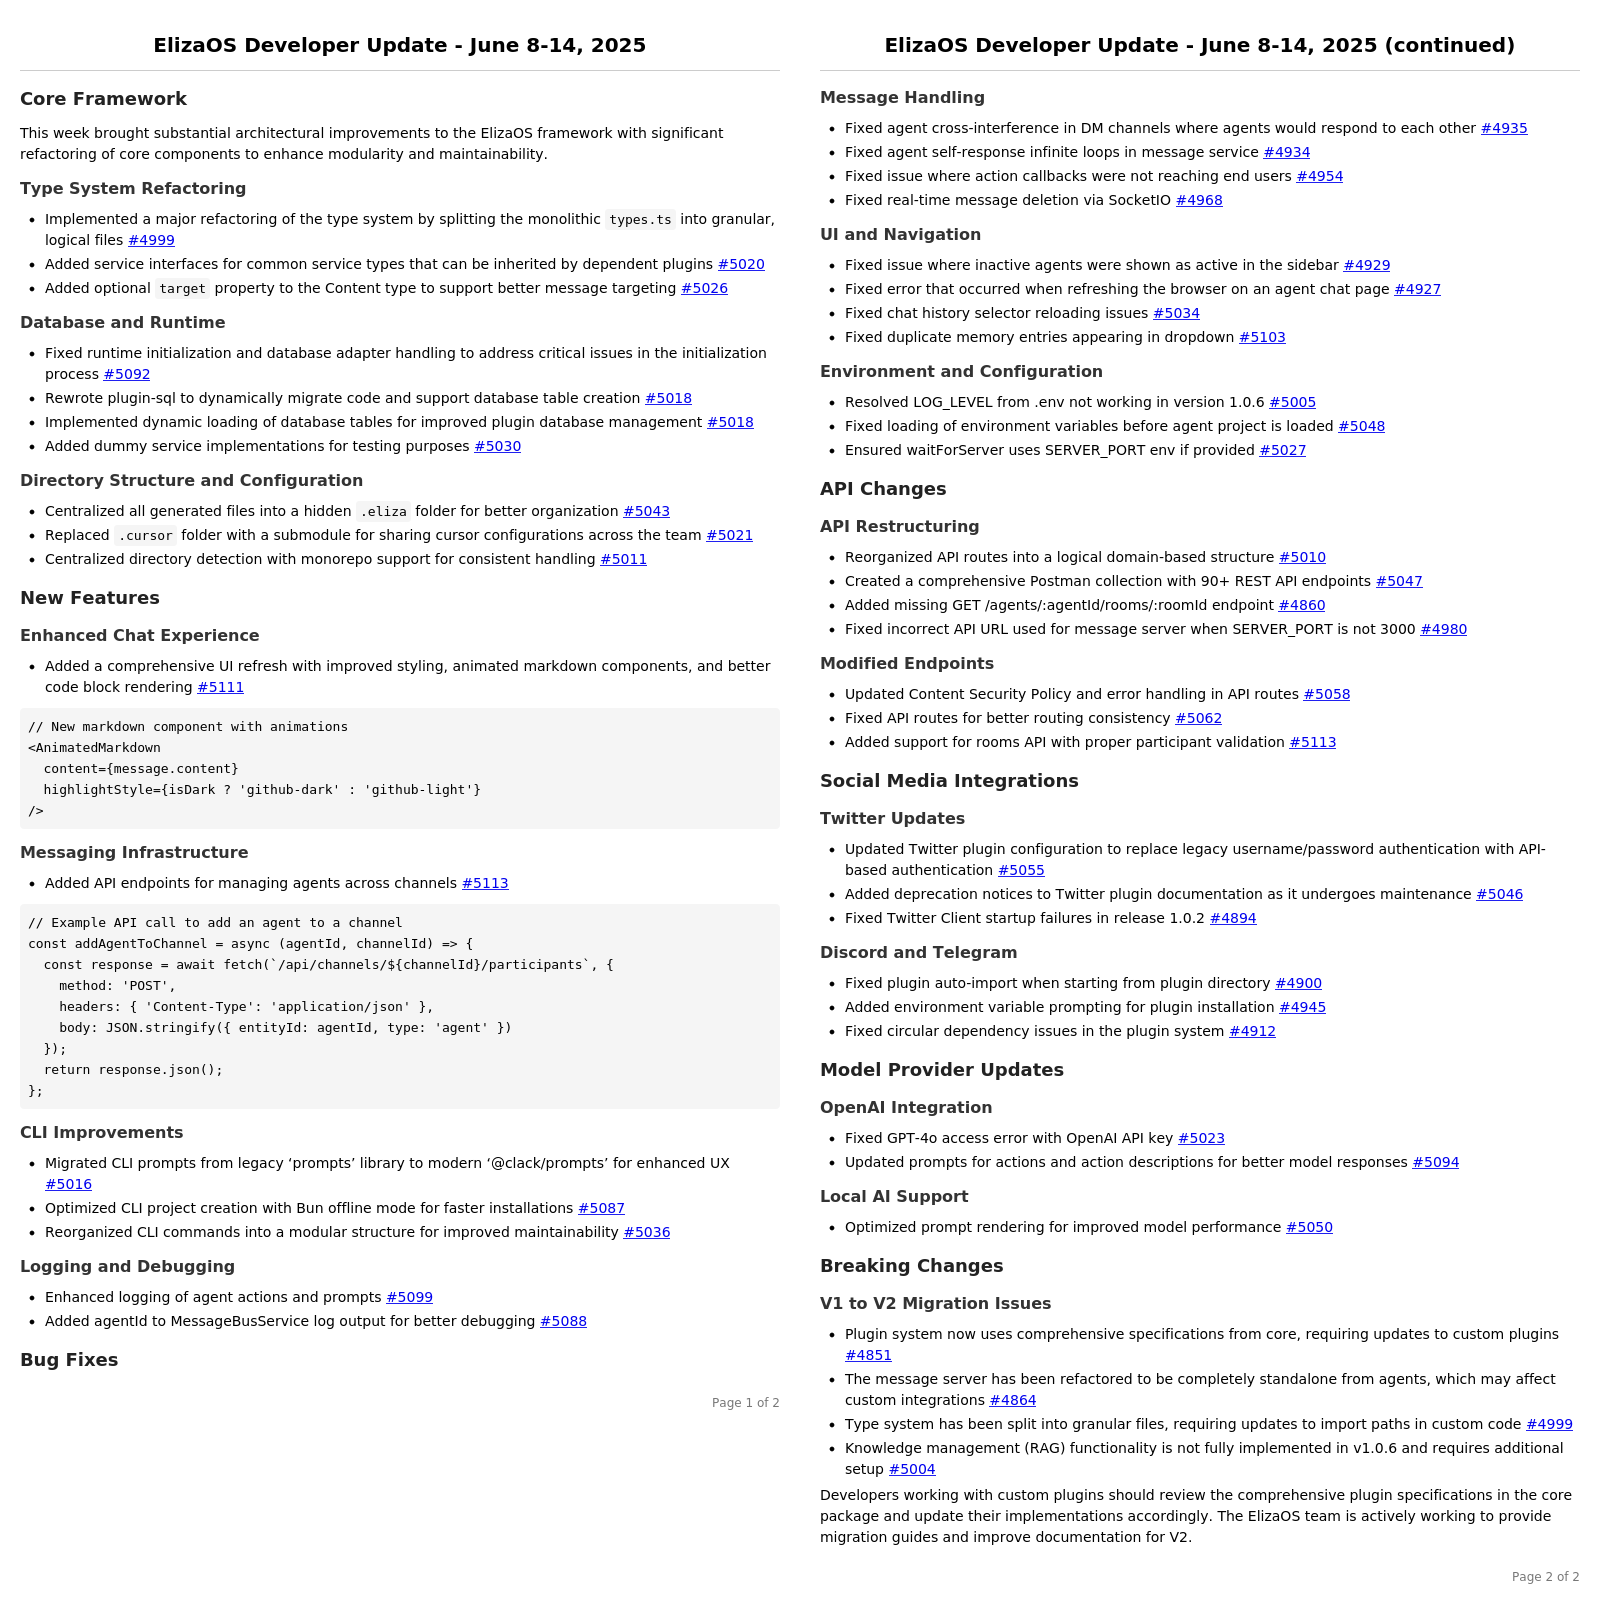 ElizaOS Developer Update - June 8-14, 2025
Core Framework
This week brought substantial architectural improvements to the ElizaOS framework with significant
refactoring of core components to enhance modularity and maintainability.
Type System Refactoring
• Implemented a major refactoring of the type system by splitting the monolithic types.ts into granular,
logical files #4999
• Added service interfaces for common service types that can be inherited by dependent plugins #5020
• Added optional target property to the Content type to support better message targeting #5026
Database and Runtime
• Fixed runtime initialization and database adapter handling to address critical issues in the initialization
process #5092
• Rewrote plugin-sql to dynamically migrate code and support database table creation #5018
• Implemented dynamic loading of database tables for improved plugin database management #5018
• Added dummy service implementations for testing purposes #5030
Directory Structure and Configuration
• Centralized all generated files into a hidden .eliza folder for better organization #5043
• Replaced .cursor folder with a submodule for sharing cursor configurations across the team #5021
• Centralized directory detection with monorepo support for consistent handling #5011
New Features
Enhanced Chat Experience
• Added a comprehensive UI refresh with improved styling, animated markdown components, and better
code block rendering #5111
// New markdown component with animations
<AnimatedMarkdown
  content={message.content}
  highlightStyle={isDark ? 'github-dark' : 'github-light'}
/>
Messaging Infrastructure
• Added API endpoints for managing agents across channels #5113
// Example API call to add an agent to a channel
const addAgentToChannel = async (agentId, channelId) => {
  const response = await fetch(`/api/channels/${channelId}/participants`, {
    method: 'POST',
    headers: { 'Content-Type': 'application/json' },
    body: JSON.stringify({ entityId: agentId, type: 'agent' })
  });
  return response.json();
};
CLI Improvements
• Migrated CLI prompts from legacy ‘prompts’ library to modern ‘@clack/prompts’ for enhanced UX
#5016
• Optimized CLI project creation with Bun offline mode for faster installations #5087
• Reorganized CLI commands into a modular structure for improved maintainability #5036
Logging and Debugging
• Enhanced logging of agent actions and prompts #5099
• Added agentId to MessageBusService log output for better debugging #5088
Bug Fixes
Page 1 of 2
ElizaOS Developer Update - June 8-14, 2025 (continued)
Message Handling
• Fixed agent cross-interference in DM channels where agents would respond to each other #4935
• Fixed agent self-response infinite loops in message service #4934
• Fixed issue where action callbacks were not reaching end users #4954
• Fixed real-time message deletion via SocketIO #4968
UI and Navigation
• Fixed issue where inactive agents were shown as active in the sidebar #4929
• Fixed error that occurred when refreshing the browser on an agent chat page #4927
• Fixed chat history selector reloading issues #5034
• Fixed duplicate memory entries appearing in dropdown #5103
Environment and Configuration
• Resolved LOG_LEVEL from .env not working in version 1.0.6 #5005
• Fixed loading of environment variables before agent project is loaded #5048
• Ensured waitForServer uses SERVER_PORT env if provided #5027
API Changes
API Restructuring
• Reorganized API routes into a logical domain-based structure #5010
• Created a comprehensive Postman collection with 90+ REST API endpoints #5047
• Added missing GET /agents/:agentId/rooms/:roomId endpoint #4860
• Fixed incorrect API URL used for message server when SERVER_PORT is not 3000 #4980
Modified Endpoints
• Updated Content Security Policy and error handling in API routes #5058
• Fixed API routes for better routing consistency #5062
• Added support for rooms API with proper participant validation #5113
Social Media Integrations
Twitter Updates
• Updated Twitter plugin configuration to replace legacy username/password authentication with API-
based authentication #5055
• Added deprecation notices to Twitter plugin documentation as it undergoes maintenance #5046
• Fixed Twitter Client startup failures in release 1.0.2 #4894
Discord and Telegram
• Fixed plugin auto-import when starting from plugin directory #4900
• Added environment variable prompting for plugin installation #4945
• Fixed circular dependency issues in the plugin system #4912
Model Provider Updates
OpenAI Integration
• Fixed GPT-4o access error with OpenAI API key #5023
• Updated prompts for actions and action descriptions for better model responses #5094
Local AI Support
• Optimized prompt rendering for improved model performance #5050
Breaking Changes
V1 to V2 Migration Issues
• Plugin system now uses comprehensive specifications from core, requiring updates to custom plugins
#4851
• The message server has been refactored to be completely standalone from agents, which may affect
custom integrations #4864
• Type system has been split into granular files, requiring updates to import paths in custom code #4999
• Knowledge management (RAG) functionality is not fully implemented in v1.0.6 and requires additional
setup #5004
Developers working with custom plugins should review the comprehensive plugin specifications in the core
package and update their implementations accordingly. The ElizaOS team is actively working to provide
migration guides and improve documentation for V2.
Page 2 of 2